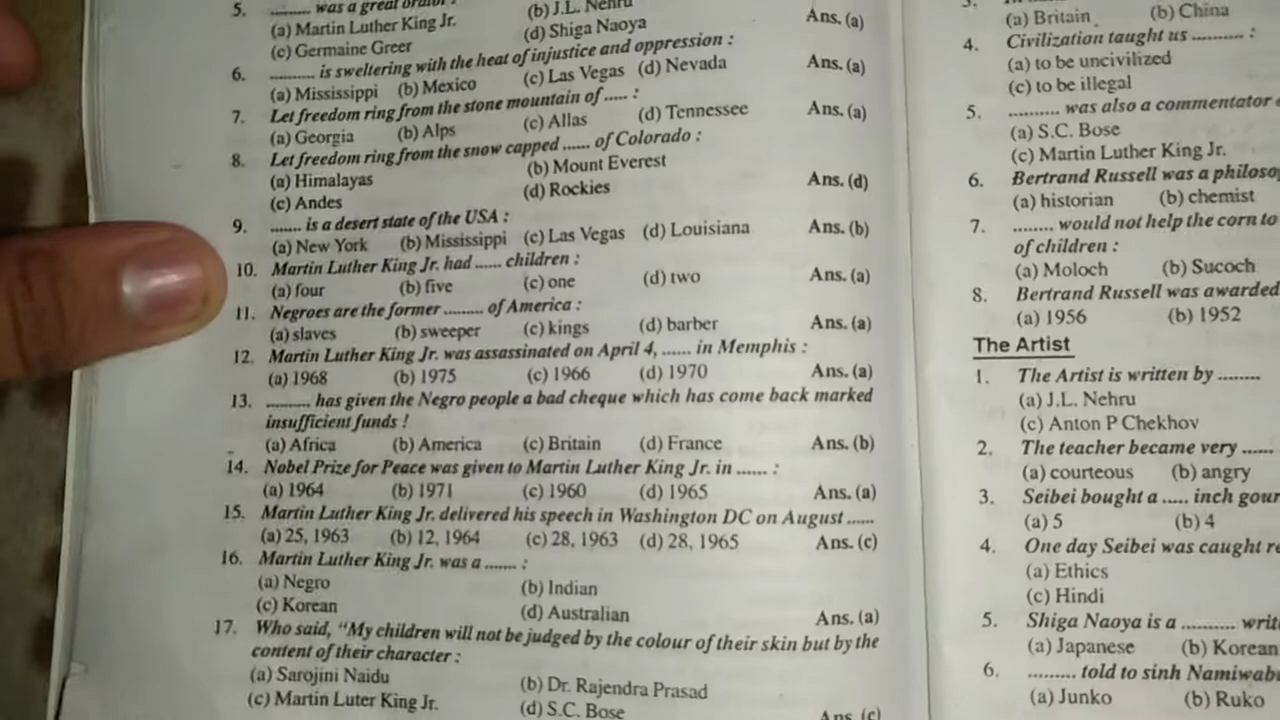 5. ......... was a great orator :
(a) Martin Luther King Jr. (b) J.L. Nehru
(c) Germaine Greer (d) Shiga Naoya Ans. (a)
6. .......... is sweltering with the heat of injustice and oppression :
(a) Mississippi (b) Mexico (c) Las Vegas (d) Nevada Ans. (a)
7. Let freedom ring from the stone mountain of ..... :
(a) Georgia (b) Alps (c) Allas (d) Tennessee Ans. (a)
8. Let freedom ring from the snow capped ...... of Colorado :
(a) Himalayas (b) Mount Everest
(c) Andes (d) Rockies Ans. (d)
9. ....... is a desert state of the USA :
(a) New York (b) Mississippi (c) Las Vegas (d) Louisiana Ans. (b)
10. Martin Luther King Jr. had ...... children :
(a) four (b) five (c) one (d) two Ans. (a)
11. Negroes are the former ......... of America :
(a) slaves (b) sweeper (c) kings (d) barber Ans. (a)
12. Martin Luther King Jr. was assassinated on April 4, ...... in Memphis :
(a) 1968 (b) 1975 (c) 1966 (d) 1970 Ans. (a)
13. .......... has given the Negro people a bad cheque which has come back marked
insufficient funds !
(a) Africa (b) America (c) Britain (d) France Ans. (b)
14. Nobel Prize for Peace was given to Martin Luther King Jr. in ...... :
(a) 1964 (b) 1971 (c) 1960 (d) 1965 Ans. (a)
15. Martin Luther King Jr. delivered his speech in Washington DC on August ......
(a) 25, 1963 (b) 12, 1964 (c) 28, 1963 (d) 28, 1965 Ans. (c)
16. Martin Luther King Jr. was a ....... :
(a) Negro (b) Indian
(c) Korean (d) Australian Ans. (a)
17. Who said, "My children will not be judged by the colour of their skin but by the
content of their character :
(a) Sarojini Naidu (b) Dr. Rajendra Prasad
(c) Martin Luter King Jr. (d) S.C. Bose Ans. (c)
(a) Britain (b) China
4. Civilization taught us .......... :
(a) to be uncivilized
(c) to be illegal
5. .......... was also a commentator
(a) S.C. Bose
(c) Martin Luther King Jr.
6. Bertrand Russell was a philoso
(a) historian (b) chemist
7. ........ would not help the corn to
of children :
(a) Moloch (b) Sucoch
8. Bertrand Russell was awarded
(a) 1956 (b) 1952
The Artist
1. The Artist is written by ........
(a) J.L. Nehru
(c) Anton P Chekhov
2. The teacher became very ......
(a) courteous (b) angry
3. Seibei bought a ..... inch gour
(a) 5 (b) 4
4. One day Seibei was caught re
(a) Ethics
(c) Hindi
5. Shiga Naoya is a .......... writ
(a) Japanese (b) Korean
6. .......... told to sinh Namiwab
(a) Junko (b) Ruko